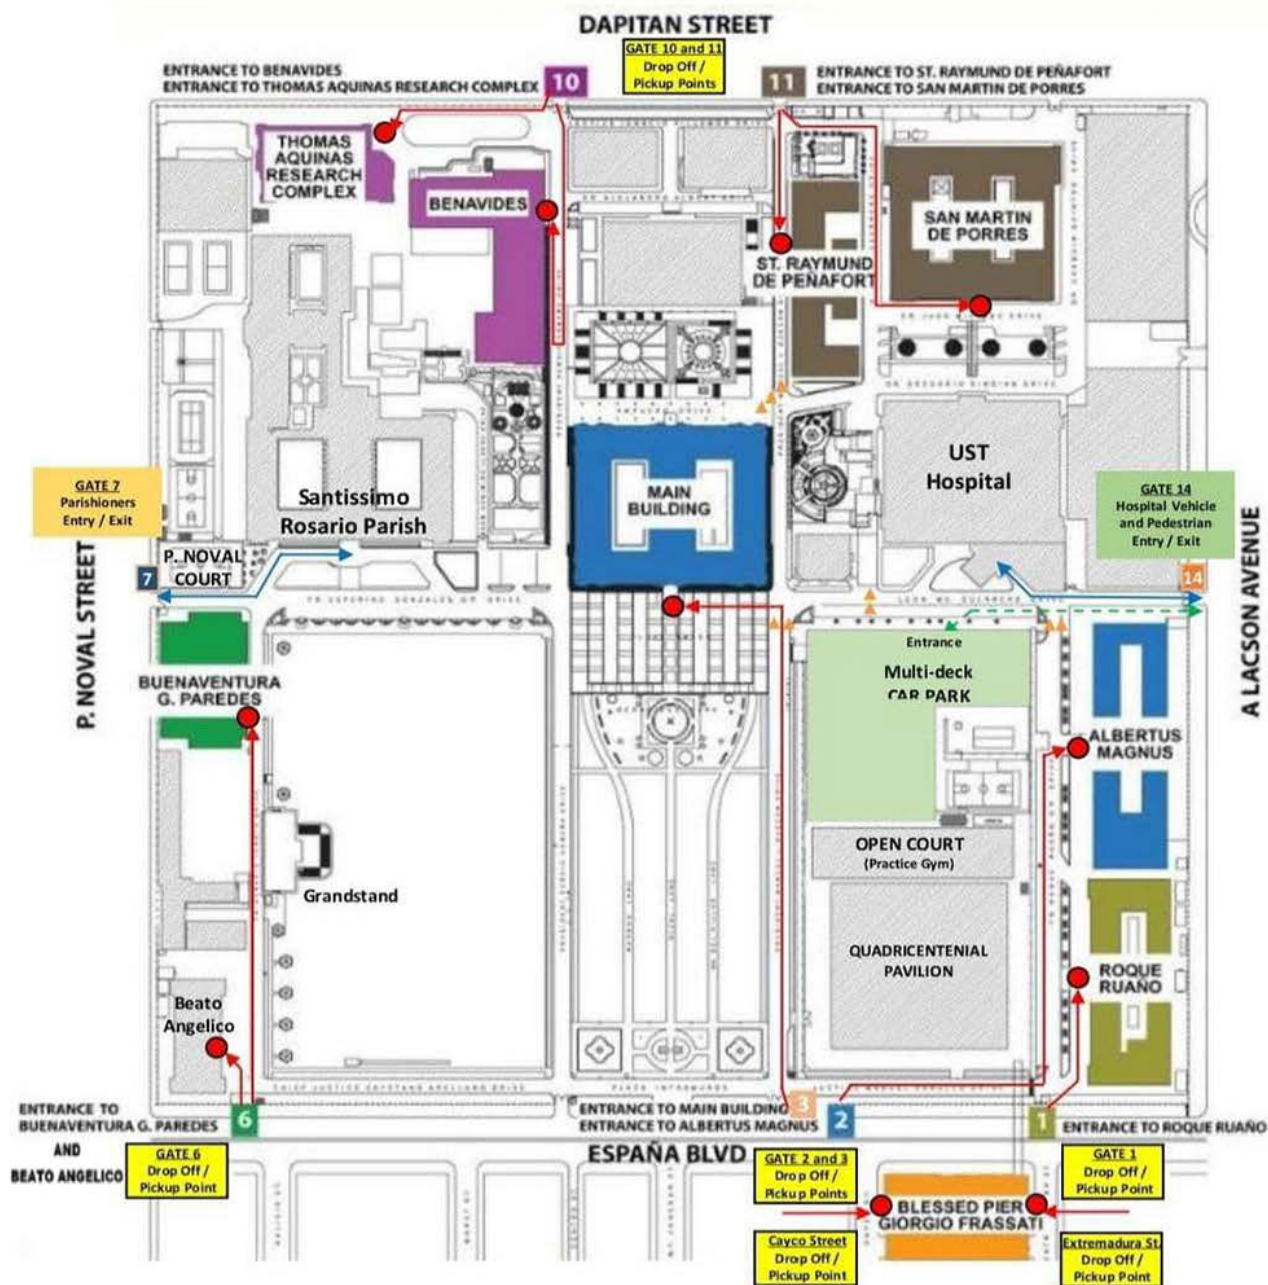 DAPITAN STREET
GATE 10 and 11
Drop Off /
Pickup Points
ENTRANCE TO BENAVIDES
ENTRANCE TO THOMAS AQUINAS RESEARCH COMPLEX
10
11
ENTRANCE TO ST. RAYMUND DE PEÑAFORT
ENTRANCE TO SAN MARTIN DE PORRES
THOMAS
AQUINAS
RESEARCH
COMPLEX
BENAVIDES
SAN MARTIN
DE PORRES
ST. RAYMUND
DE PEÑAFORT
UST
Hospital
MAIN
BUILDING
GATE 7
Parishioners
Entry / Exit
Santissimo
Rosario Parish
GATE 14
Hospital Vehicle
and Pedestrian
Entry / Exit
P. NOVAL STREET
7
P. NOVAL
COURT
14
A LACSON AVENUE
Entrance
Multi-deck
CAR PARK
BUENAVENTURA
G. PAREDES
ALBERTUS
MAGNUS
OPEN COURT
(Practice Gym)
Grandstand
QUADRICENTENIAL
PAVILION
ROQUE
RUAÑO
Beato
Angelico
CHIEF JUSTICE CAYETANO ARELLANO DRIVE
PLAZA INTRAMUROS
ENTRANCE TO
BUENAVENTURA G. PAREDES
AND
BEATO ANGELICO
6
ENTRANCE TO MAIN BUILDING
ENTRANCE TO ALBERTUS MAGNUS
3
2
1
ENTRANCE TO ROQUE RUAÑO
ESPAÑA BLVD
GATE 6
Drop Off /
Pickup Point
GATE 2 and 3
Drop Off /
Pickup Points
GATE 1
Drop Off /
Pickup Point
BLESSED PIER
GIORGIO FRASSATI
Cayco Street
Drop Off /
Pickup Point
Extremadura St.
Drop Off /
Pickup Point